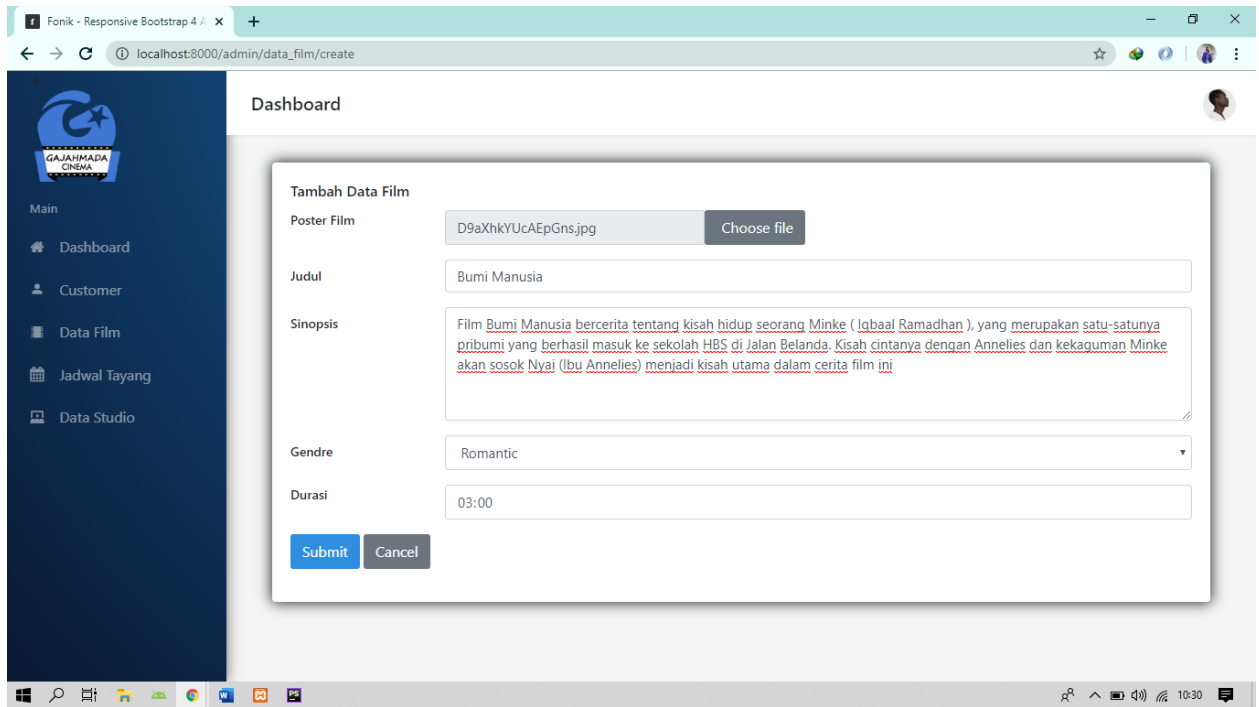 Fonik - Responsive Bootstrap 4 A
localhost:8000/admin/data_film/create
GAJAHMADA
CINEMA
Dashboard
Main
Dashboard
Customer
Data Film
Jadwal Tayang
Data Studio
Tambah Data Film
Poster Film
D9aXhkYUcAEpGns.jpg
Choose file
Judul
Bumi Manusia
Sinopsis
Film Bumi Manusia bercerita tentang kisah hidup seorang Minke ( Iqbaal Ramadhan ), yang merupakan satu-satunya
pribumi yang berhasil masuk ke sekolah HBS di Jalan Belanda. Kisah cintanya dengan Annelies dan kekaguman Minke
akan sosok Nyai (Ibu Annelies) menjadi kisah utama dalam cerita film ini
Gendre
Romantic
Durasi
03:00
Submit
Cancel
10:30